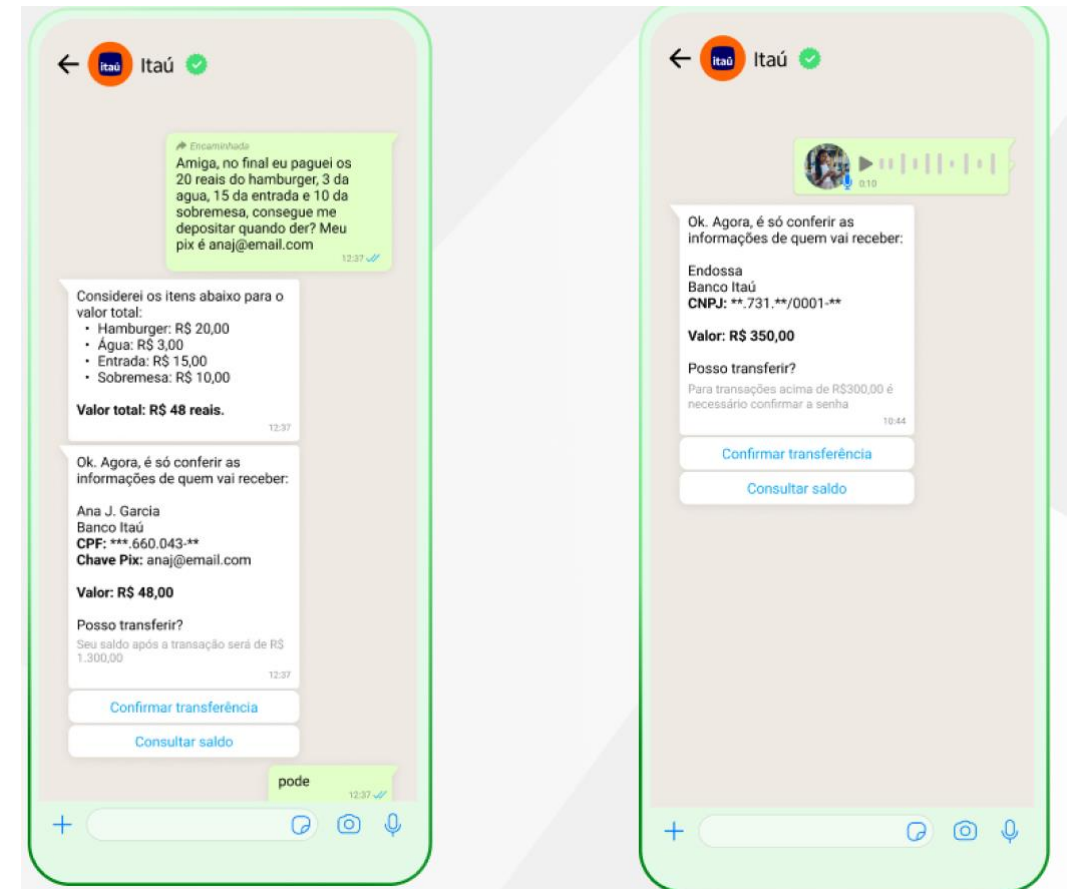 itaú
Itaú
Encaminhada
Amiga, no final eu paguei os
20 reais do hamburger, 3 da
agua, 15 da entrada e 10 da
sobremesa, consegue me
depositar quando der? Meu
pix é anaj@email.com
12:37
Considerei os itens abaixo para o
valor total:
• Hamburger: R$ 20,00
• Água: R$ 3,00
• Entrada: R$ 15,00
• Sobremesa: R$ 10,00
Valor total: R$ 48 reais.
12:37
Ok. Agora, é só conferir as
informações de quem vai receber:
Ana J. Garcia
Banco Itaú
CPF: ***.660.043-**
Chave Pix: anaj@email.com
Valor: R$ 48,00
Posso transferir?
Seu saldo após a transação será de R$
1.300,00
12:37
Confirmar transferência
Consultar saldo
pode
12:37
itaú
Itaú
0:10
Ok. Agora, é só conferir as
informações de quem vai receber:
Endossa
Banco Itaú
CNPJ: **.731.**/0001-**
Valor: R$ 350,00
Posso transferir?
Para transações acima de R$300,00 é
necessário confirmar a senha
10:44
Confirmar transferência
Consultar saldo